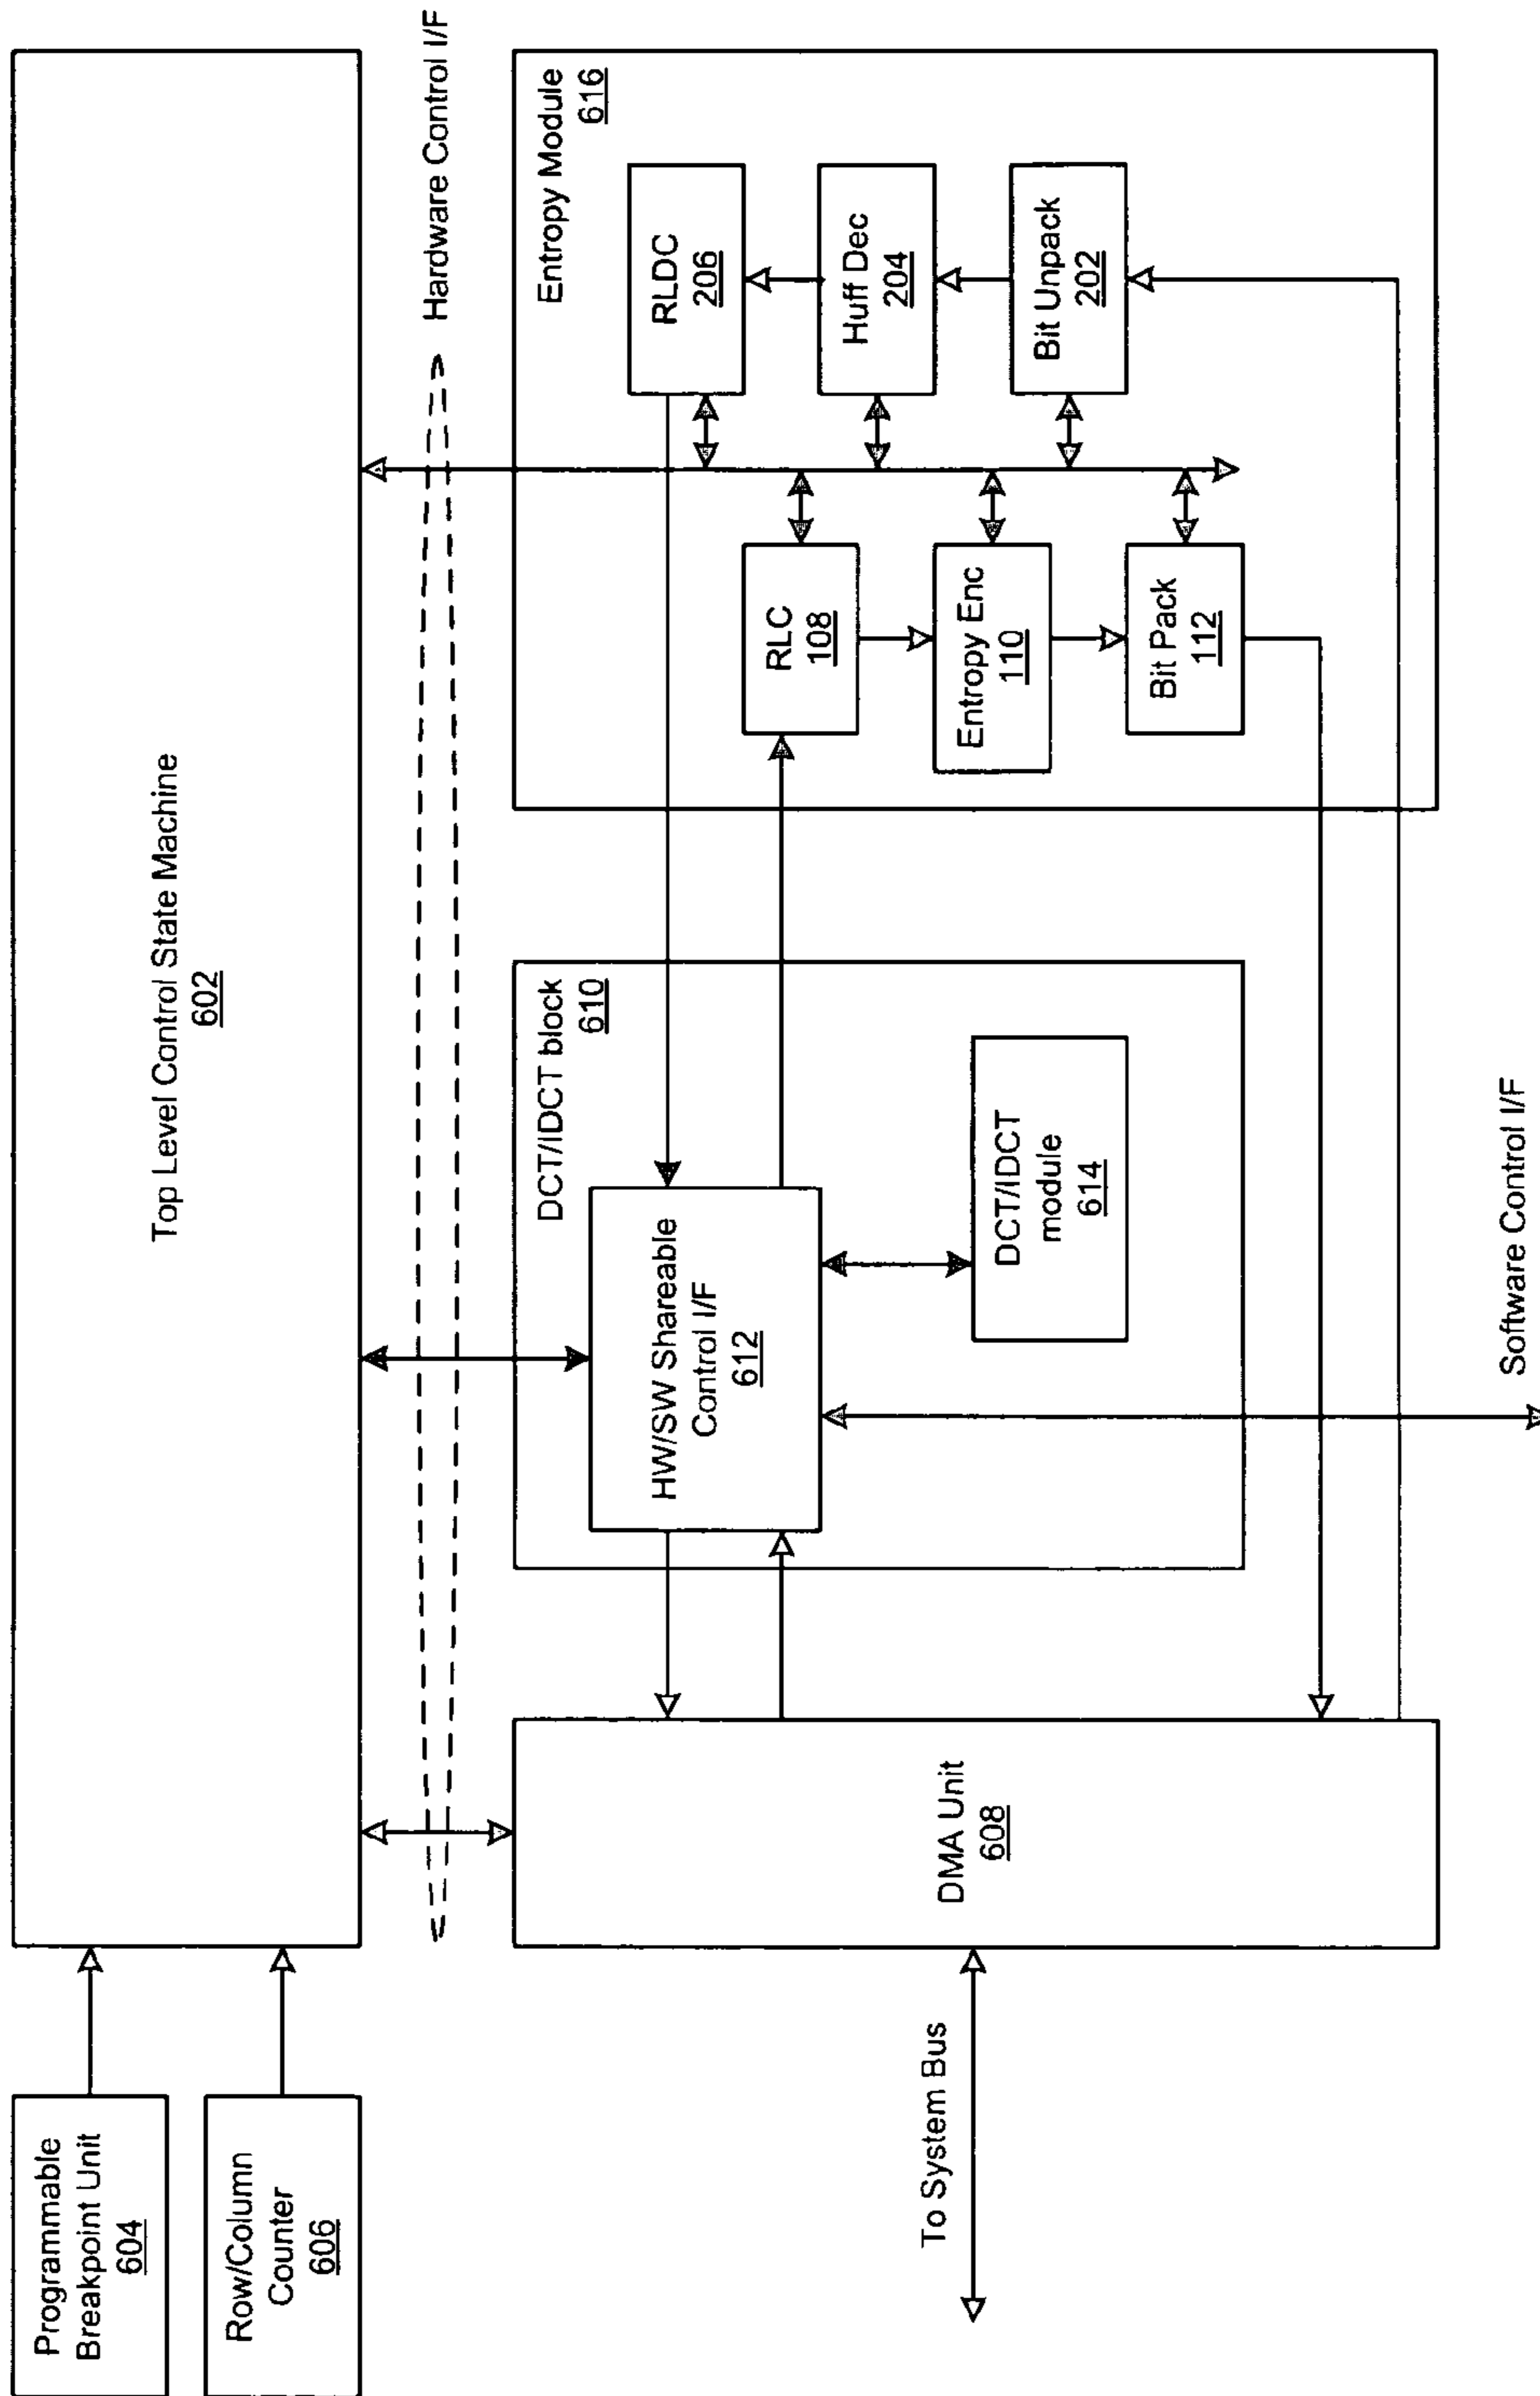 Programmable
Breakpoint Unit
604
Row/Column
Counter
606
Top Level Control State Machine
602
Hardware Control I/F
To System Bus
DMA Unit
608
DCT/IDCT block
610
HW/SW Shareable
Control I/F
612
DCT/IDCT
module
614
Software Control I/F
Entropy Module
616
RLC
108
Entropy Enc
110
Bit Pack
112
RLDC
206
Huff Dec
204
Bit Unpack
202